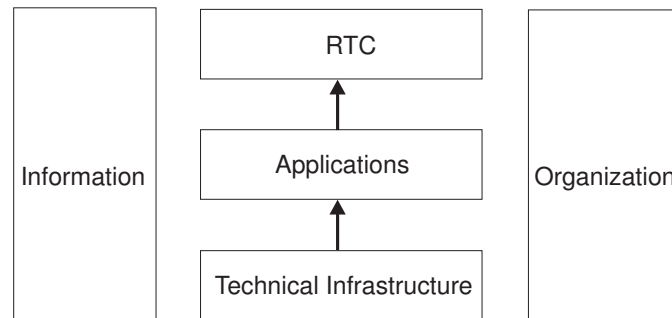 RTC
Applications
Information
Organization
Technical Infrastructure